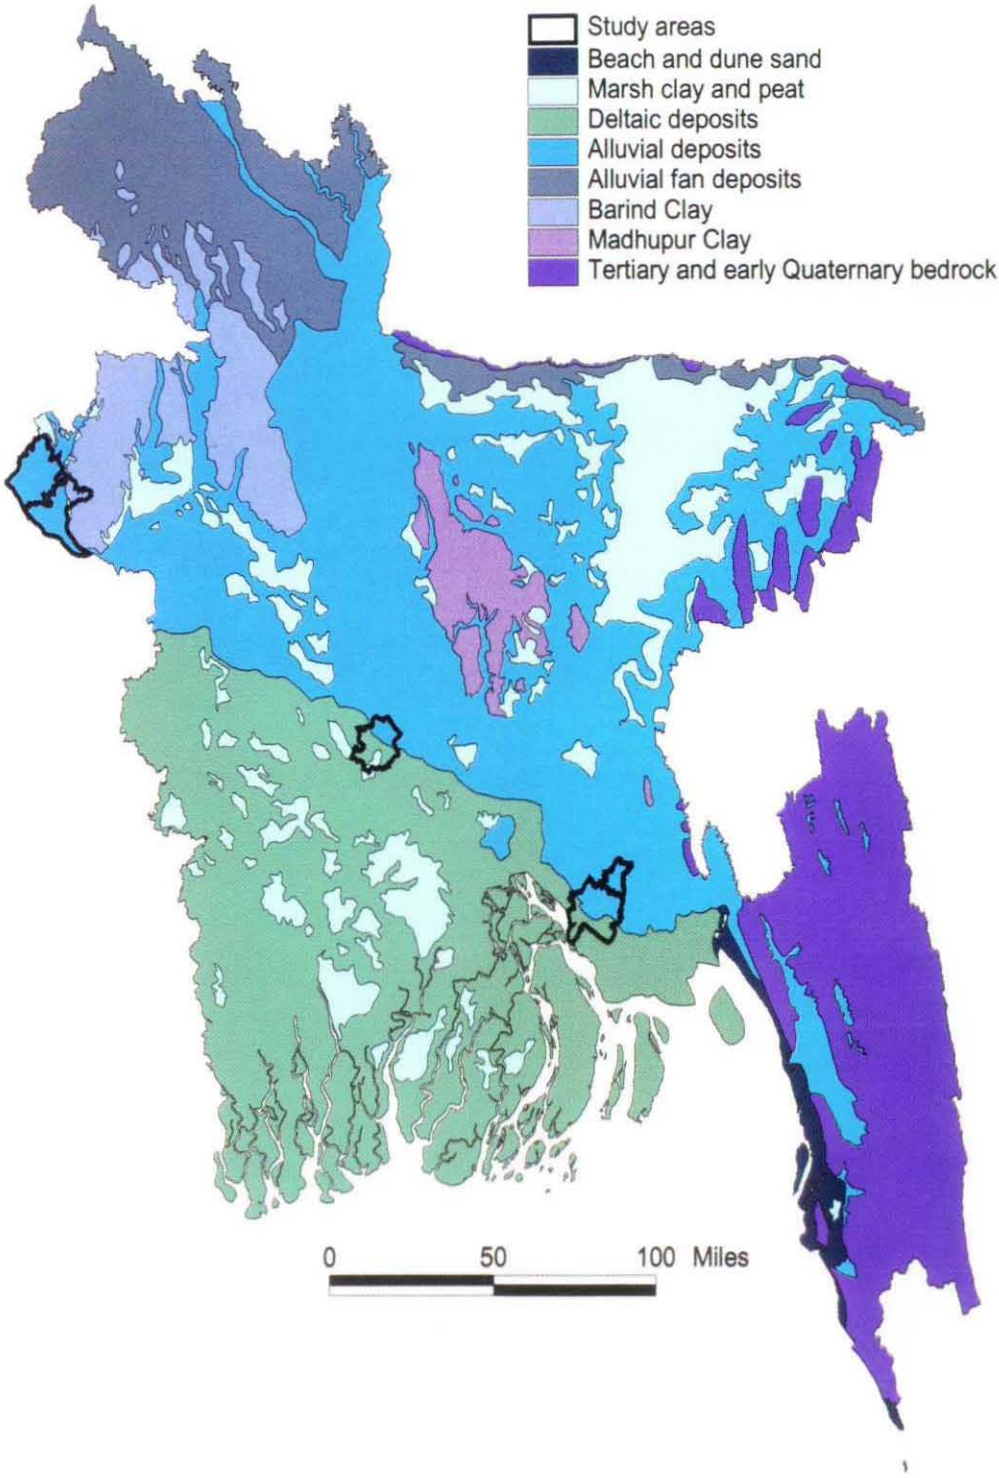 Study areas
Beach and dune sand
Marsh clay and peat
Deltaic deposits
Alluvial deposits
Alluvial fan deposits
Barind Clay
Madhupur Clay
Tertiary and early Quaternary bedrock
0 50 100 Miles